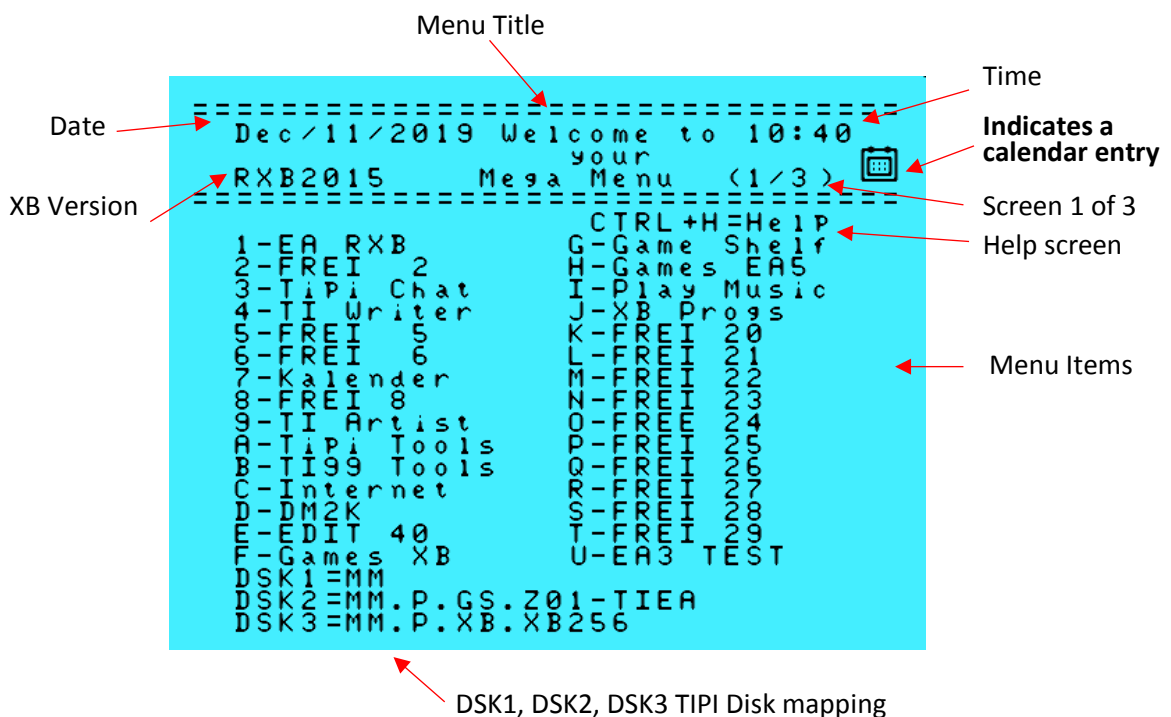 Menu Title
Time
Date
Indicates a
calendar entry
Dec/11/2019 Welcome to 10:40
your
RXB2015 Mega Menu (1/3)
XB Version
Screen 1 of 3
CTRL+H=Help
Help screen
1-EA RXB G-Game Shelf
2-FREI 2 H-Games EA5
3-TiPi Chat I-Play Music
4-TI Writer J-XB Progs
5-FREI 5 K-FREI 20
6-FREI 6 L-FREI 21
7-Kalender M-FREI 22
8-FREI 8 N-FREI 23
9-TI Artist O-FREE 24
A-TiPi Tools P-FREI 25
B-TI99 Tools Q-FREI 26
C-Internet R-FREI 27
D-DM2K S-FREI 28
E-EDIT 40 T-FREI 29
F-Games XB U-EA3 TEST
Menu Items
DSK1=MM
DSK2=MM.P.GS.Z01-TIEA
DSK3=MM.P.XB.XB256
DSK1, DSK2, DSK3 TIPI Disk mapping